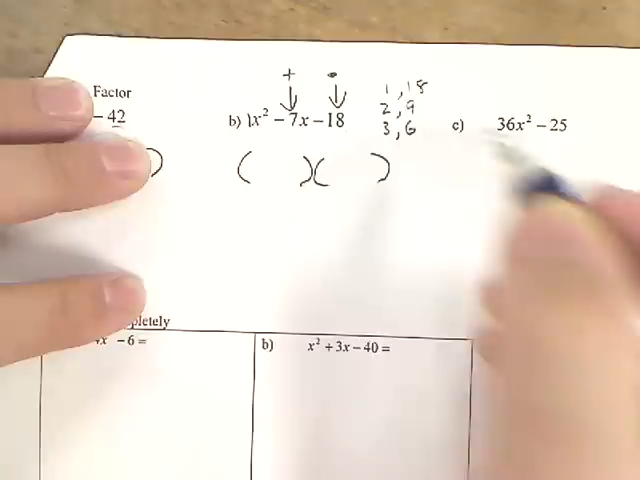 Factor
- 42
+ •
b) 1x² - 7x - 18
1, 18
2, 9
3, 6
c) 36x² - 25
( )( )
pletely
- 6 =
b) x² + 3x - 40 =